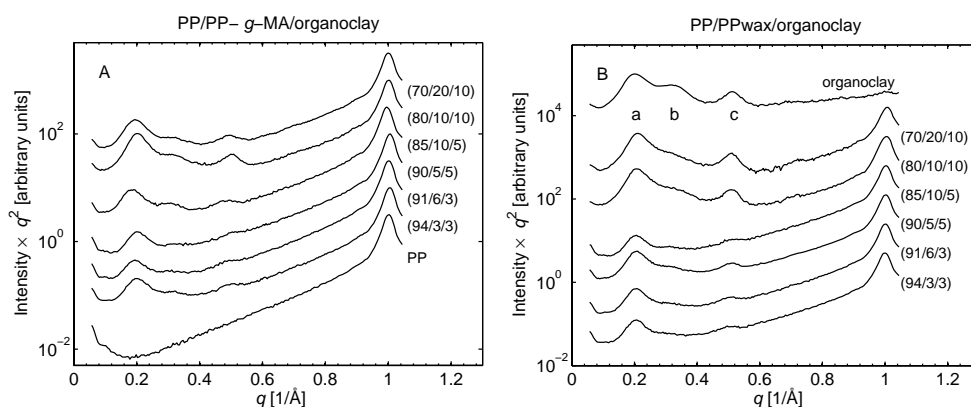 PP/PP− g−MA/organoclay
A
Intensity × q² [arbitrary units]
10²
10⁰
10⁻²
(70/20/10)
(80/10/10)
(85/10/5)
(90/5/5)
(91/6/3)
(94/3/3)
PP
0 0.2 0.4 0.6 0.8 1 1.2
q [1/Å]
PP/PPwax/organoclay
B
Intensity × q² [arbitrary units]
10⁴
10²
10⁰
10⁻²
organoclay
a b c
(70/20/10)
(80/10/10)
(85/10/5)
(90/5/5)
(91/6/3)
(94/3/3)
0 0.2 0.4 0.6 0.8 1 1.2
q [1/Å]